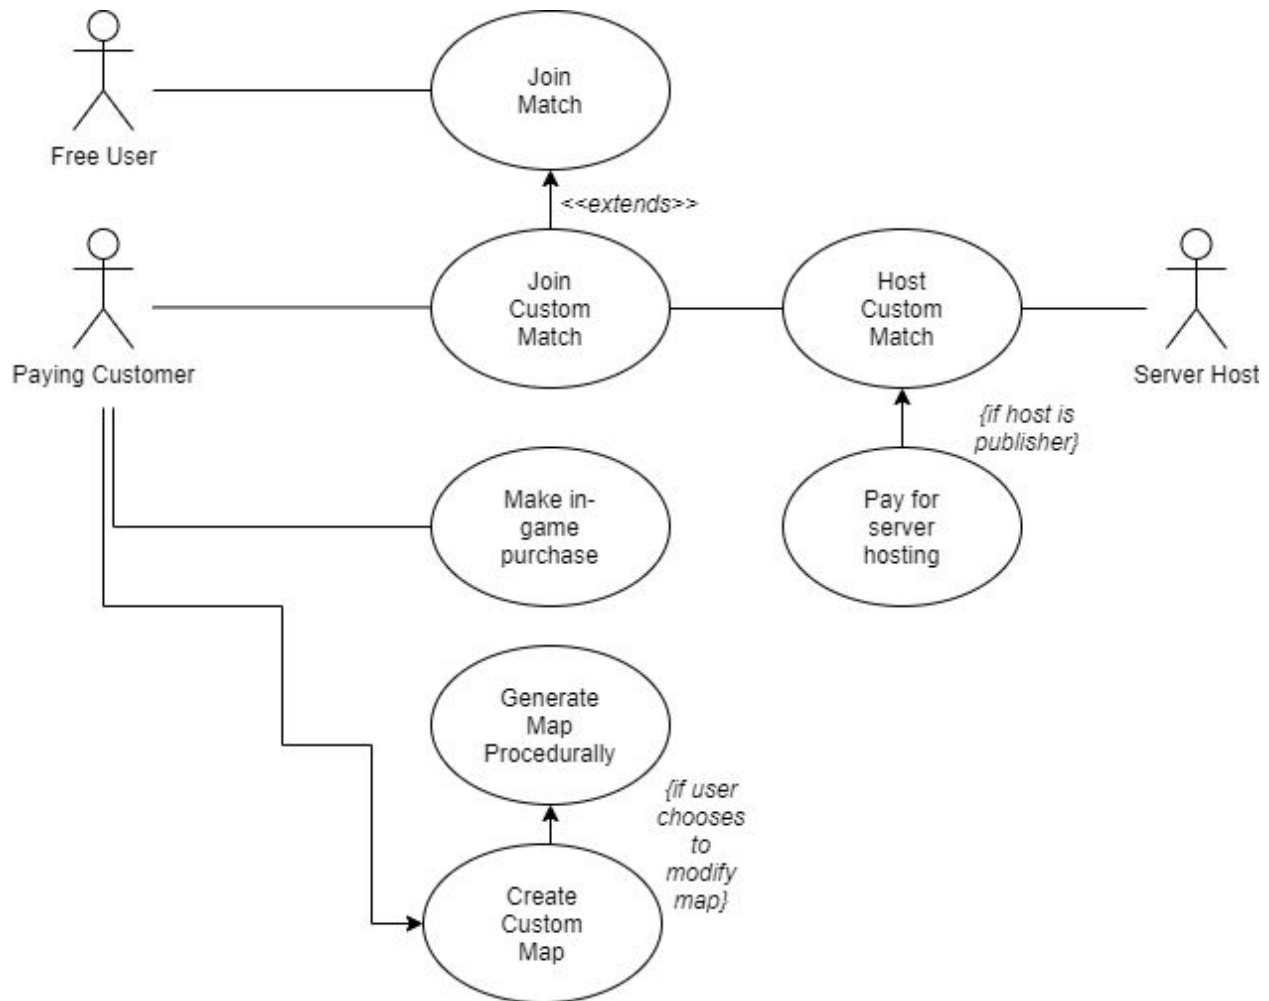 Join
Match
Free User
<<extends>>
Join
Custom
Match
Host
Custom
Match
Paying Customer
Server Host
{if host is
publisher}
Make in-
game
purchase
Pay for
server
hosting
Generate
Map
Procedurally
{if user
chooses
to
modify
map}
Create
Custom
Map